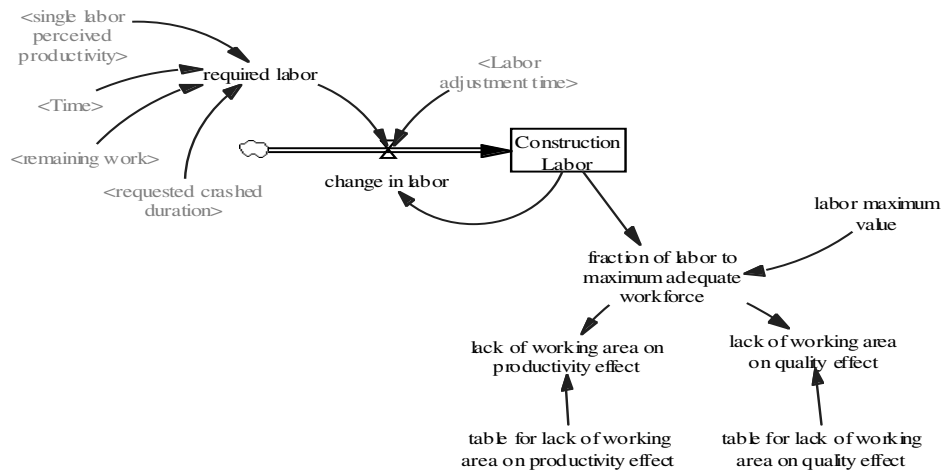 <single labor
perceived
productivity>
required labor
<Labor
adjustment time>
<Time>
<remaining work>
<requested crashed
duration>
Construction
Labor
change in labor
labor maximum
value
fraction of labor to
maximum adequate
workforce
lack of working area on
productivity effect
lack of working area
on quality effect
table for lack of working
area on productivity effect
table for lack of working
area on quality effect